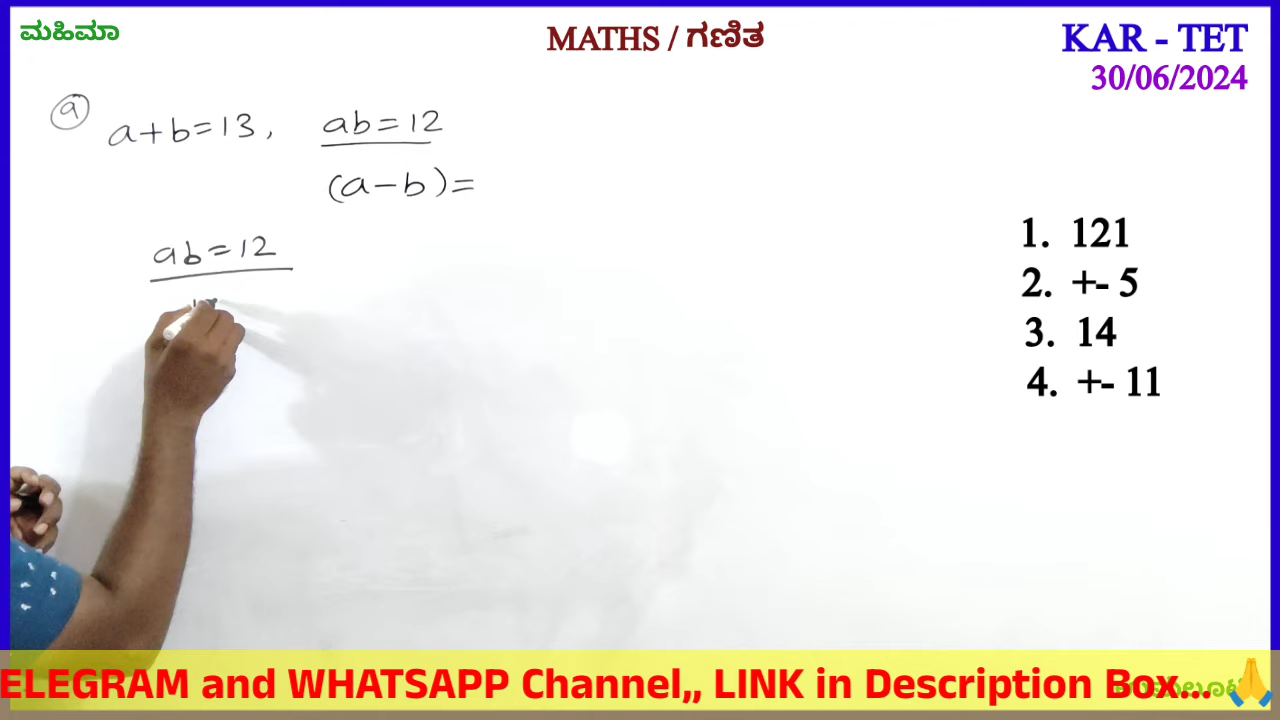 ಮಹಿಮಾ
MATHS / ಗಣಿತ
KAR - TET
30/06/2024
a
a+b=13, ab=12
(a-b)=
ab=12
1. 121
2. +- 5
3. 14
4. +- 11
ELEGRAM and WHATSAPP Channel,, LINK in Description Box... 🙏